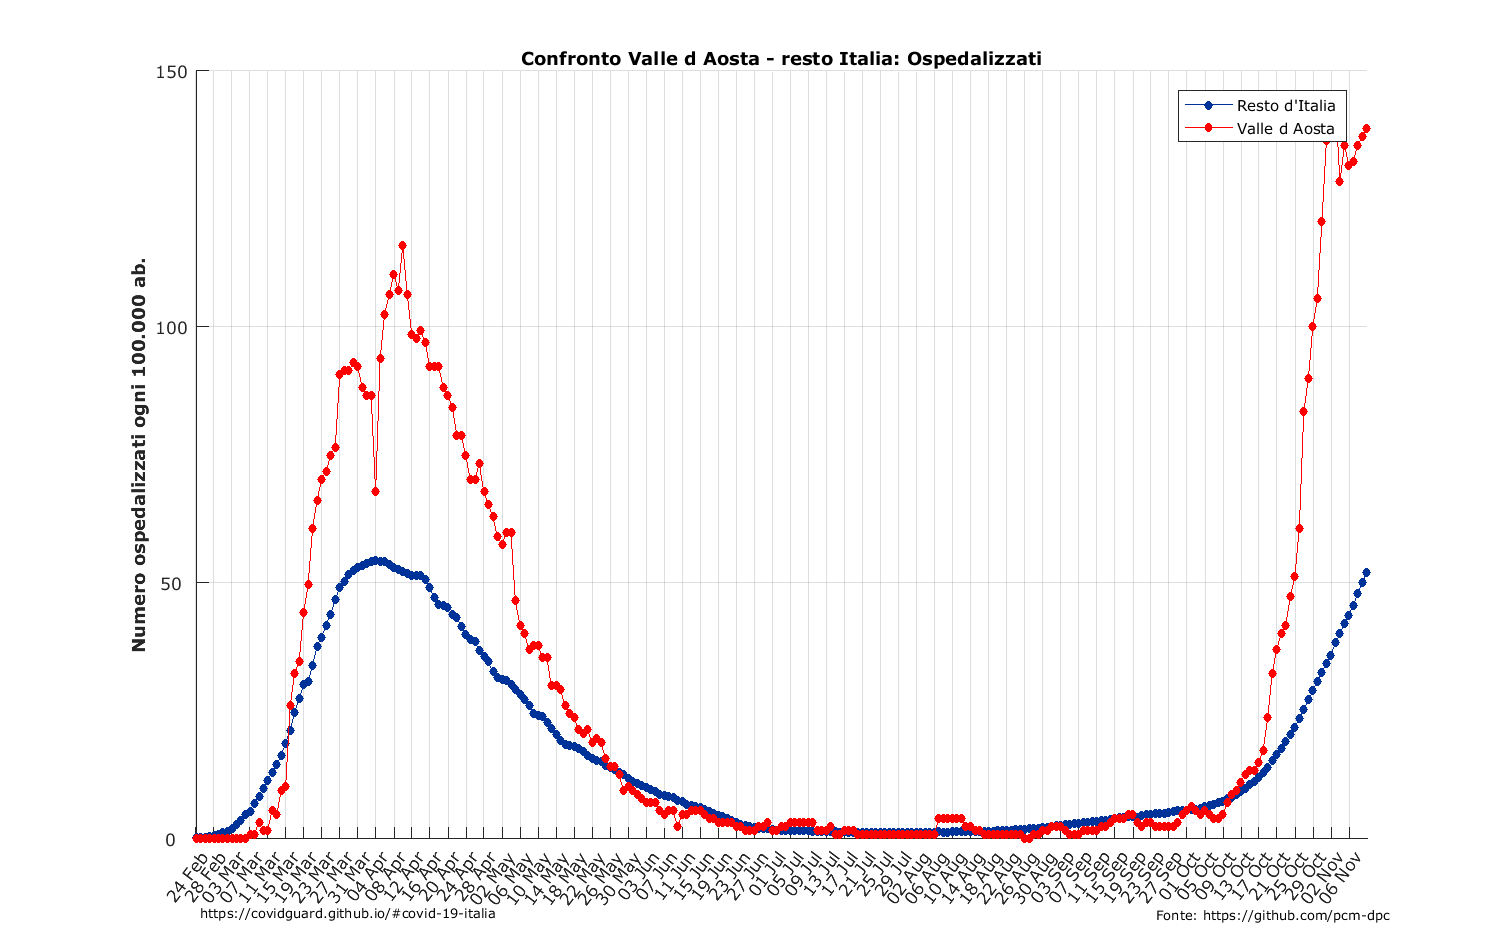 Confronto Valle d Aosta - resto Italia: Ospedalizzati
Numero ospedalizzati ogni 100.000 ab.
150
100
50
0
Resto d'Italia
Valle d Aosta
24 Feb
28 Feb
03 Mar
07 Mar
11 Mar
15 Mar
19 Mar
23 Mar
27 Mar
31 Mar
04 Apr
08 Apr
12 Apr
16 Apr
20 Apr
24 Apr
28 Apr
02 May
06 May
10 May
14 May
18 May
22 May
26 May
30 May
03 Jun
07 Jun
11 Jun
15 Jun
19 Jun
23 Jun
27 Jun
01 Jul
05 Jul
09 Jul
13 Jul
17 Jul
21 Jul
25 Jul
29 Jul
02 Aug
06 Aug
10 Aug
14 Aug
18 Aug
22 Aug
26 Aug
30 Aug
03 Sep
07 Sep
11 Sep
15 Sep
19 Sep
23 Sep
27 Sep
01 Oct
05 Oct
09 Oct
13 Oct
17 Oct
21 Oct
25 Oct
29 Oct
02 Nov
06 Nov
https://covidguard.github.io/#covid-19-italia
Fonte: https://github.com/pcm-dpc